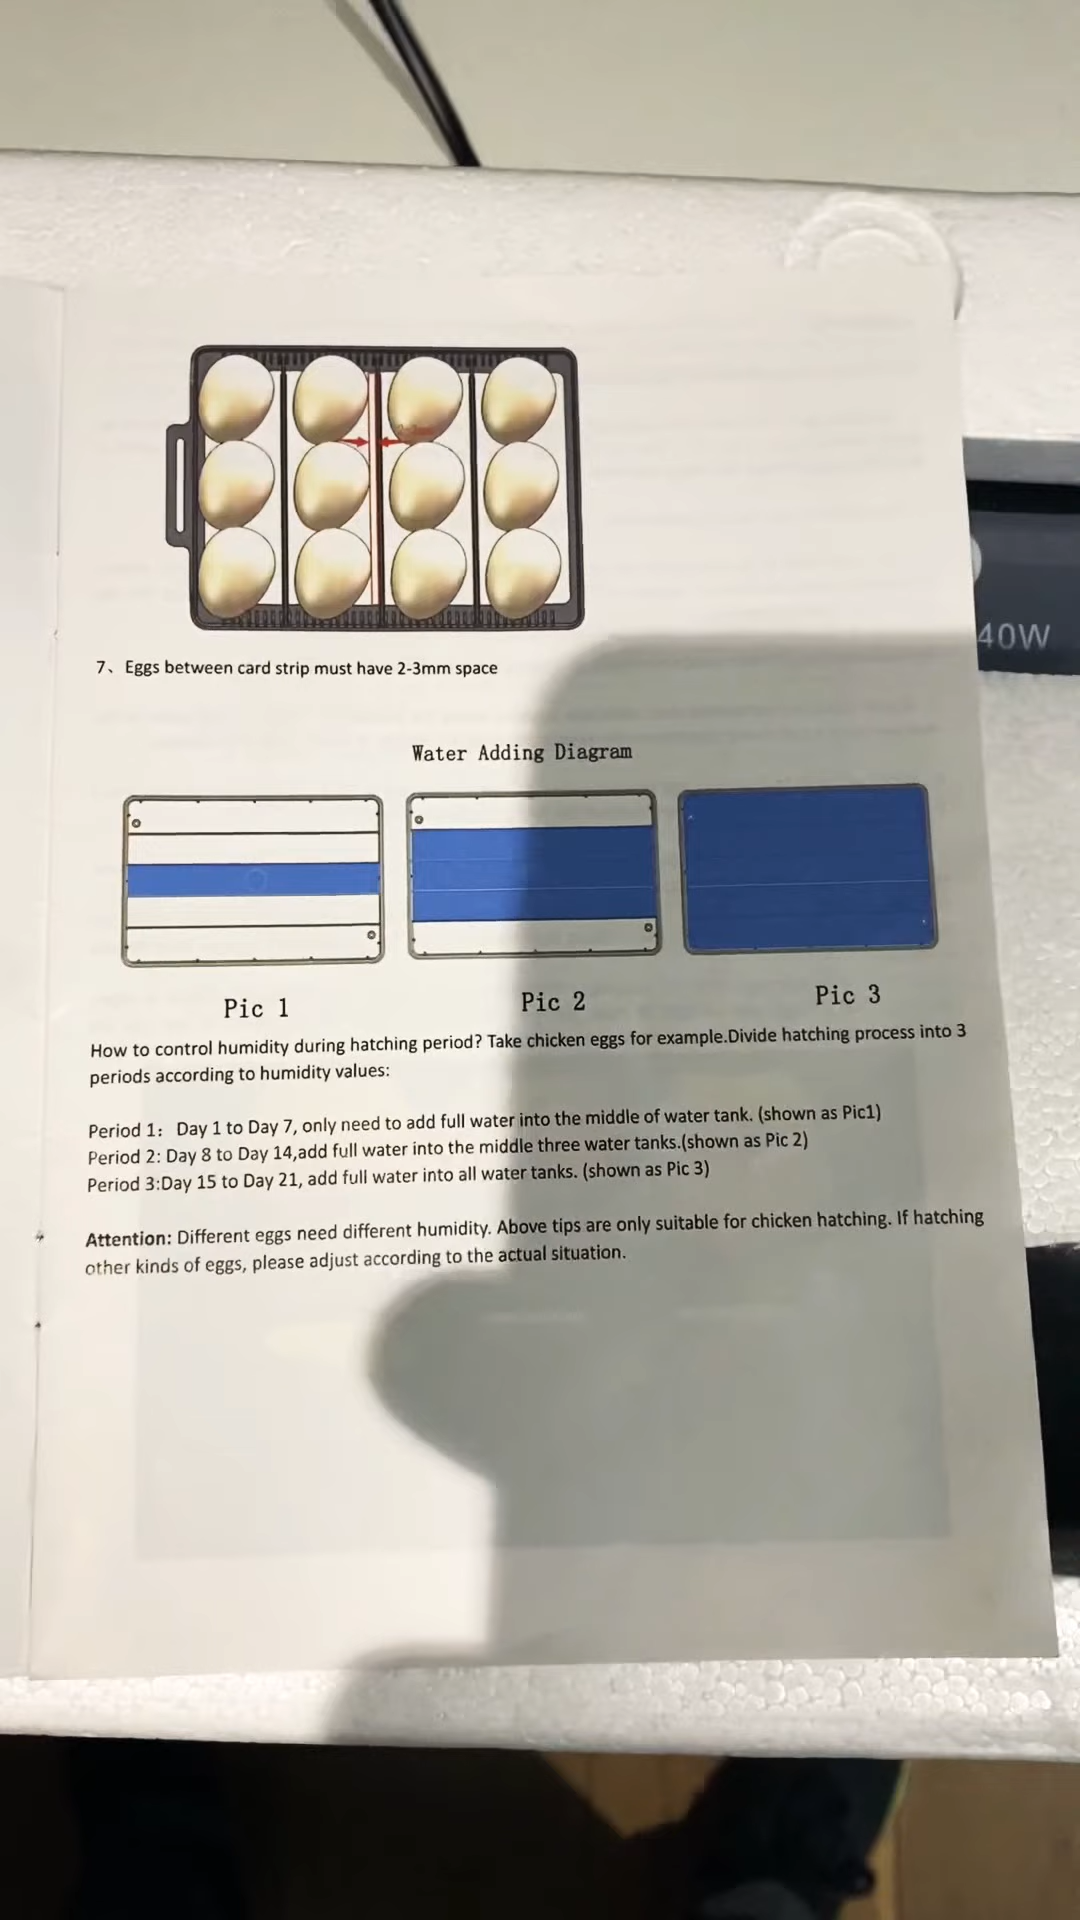 40W
7、Eggs between card strip must have 2-3mm space
Water Adding Diagram
Pic 1
Pic 2
Pic 3
How to control humidity during hatching period? Take chicken eggs for example.Divide hatching process into 3
periods according to humidity values:
Period 1: Day 1 to Day 7, only need to add full water into the middle of water tank. (shown as Pic1)
Period 2: Day 8 to Day 14,add full water into the middle three water tanks.(shown as Pic 2)
Period 3:Day 15 to Day 21, add full water into all water tanks. (shown as Pic 3)
Attention: Different eggs need different humidity. Above tips are only suitable for chicken hatching. If hatching
other kinds of eggs, please adjust according to the actual situation.